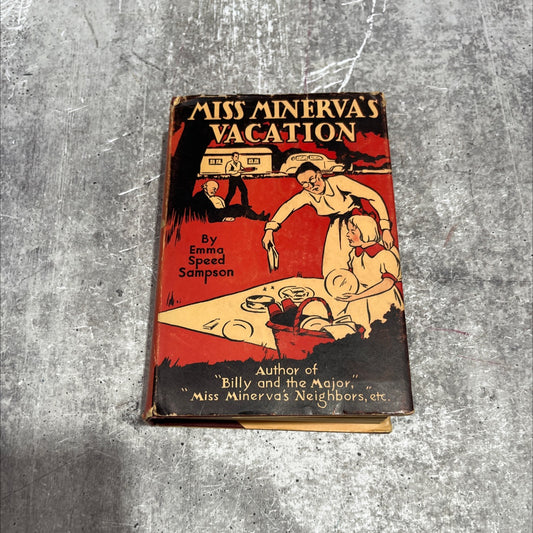 MISS MINERVA'S
VACATION
By
Emma
Speed
Sampson
Author of
"Billy and the Major,"
"Miss Minerva's Neighbors, etc.